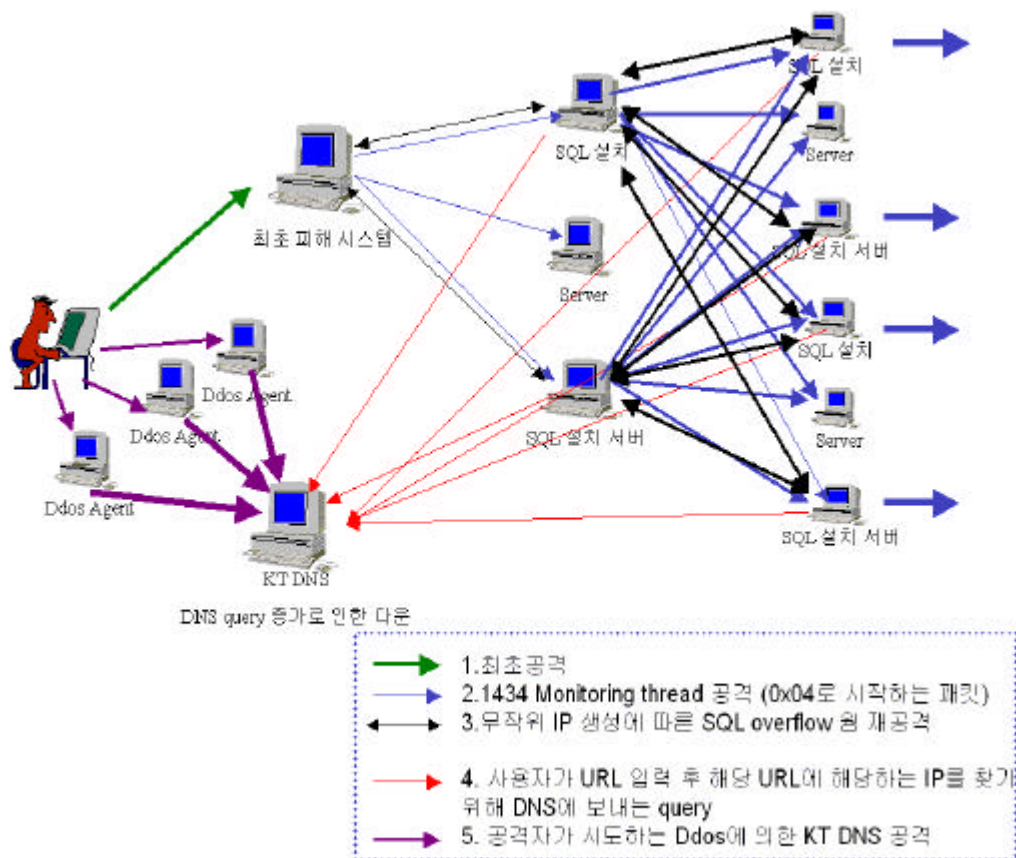 SQL 설치
Server
SQL 설치
최초 피해 시스템
SQL 설치 서버
Server
SQL 설치
Ddos Agent
Ddos Agent
SQL 설치 서버
Server
Ddos Agent
SQL 설치 서버
KT DNS
DNS query 증가로 인한 다운
1.최초공격
2.1434 Monitoring thread 공격 (0x04로 시작하는 패킷)
3.무작위 IP 생성에 따른 SQL overflow 웜 재공격
4. 사용자가 URL 입력 후 해당 URL에 해당하는 IP를 찾기
위해 DNS에 보내는 query
5. 공격자가 시도하는 Ddos에 의한 KT DNS 공격